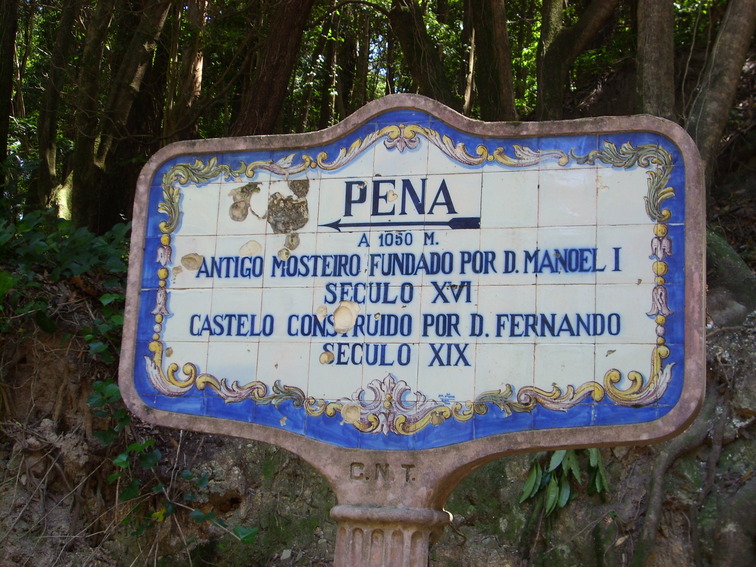 PENA
A 1050 M.
ANTIGO MOSTEIRO FUNDADO POR D. MANOEL I
SECULO XVI
CASTELO CONSTRUIDO POR D. FERNANDO
SECULO XIX
C.N.T.